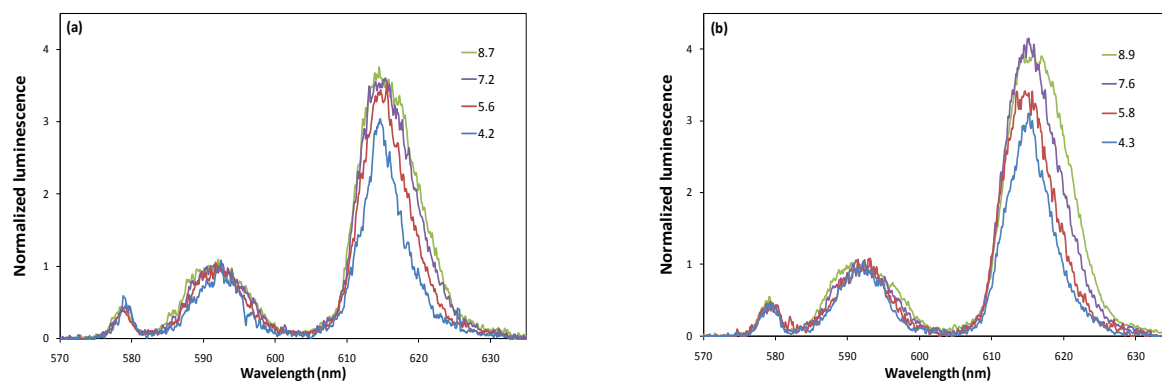 (a)
Normalized luminescence
4
3
2
1
0
8.7
7.2
5.6
4.2
570 580 590 600 610 620 630
Wavelength (nm)
(b)
Normalized luminescence
4
3
2
1
0
8.9
7.6
5.8
4.3
570 580 590 600 610 620 630
Wavelength (nm)